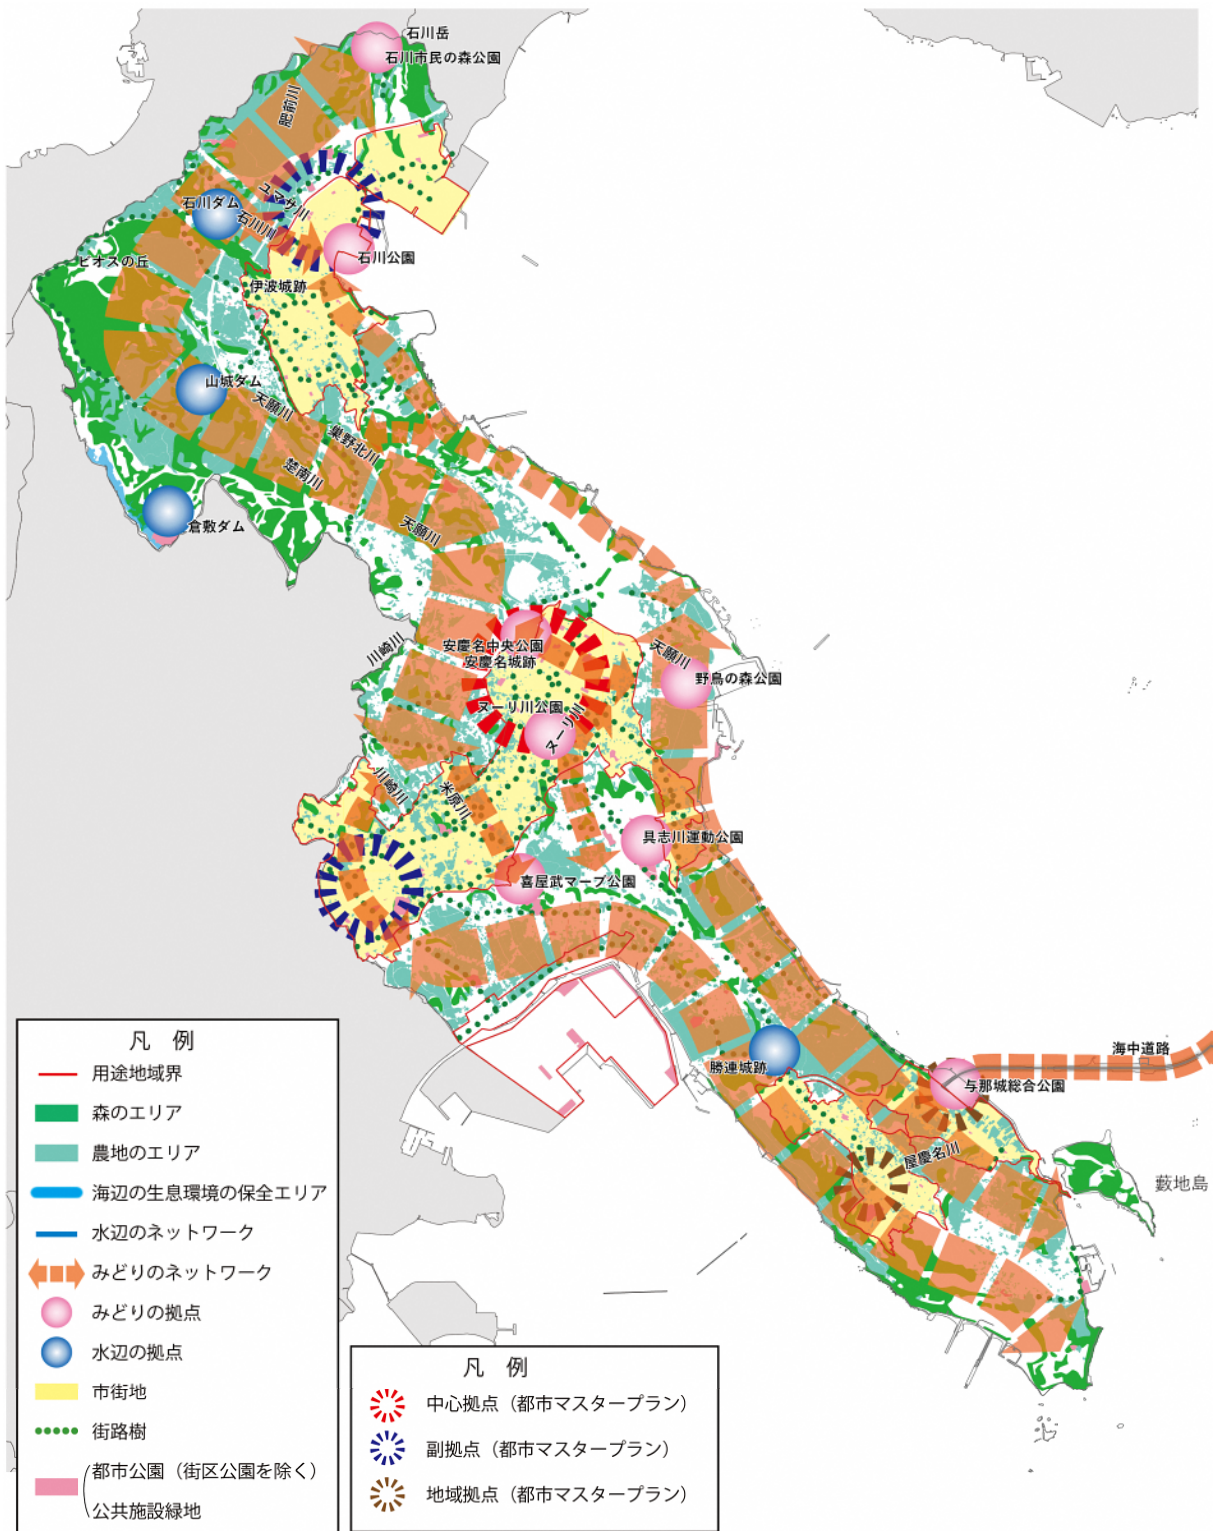 石川岳
石川市民の森公園
肥前川
ユマサ川
石川ダム
石川川
石川公園
ビオスの丘
伊波城跡
山城ダム
天願川
巣野北川
楚南川
倉敷ダム
天願川
川崎川
安慶名中央公園
安慶名城跡
天願川
野鳥の森公園
ヌーリ川公園
ヌーリ川
川崎川
米原川
具志川運動公園
喜屋武マーブ公園
勝連城跡
海中道路
与那城総合公園
屋慶名川
藪地島
凡 例
用途地域界
森のエリア
農地のエリア
海辺の生息環境の保全エリア
水辺のネットワーク
みどりのネットワーク
みどりの拠点
水辺の拠点
市街地
街路樹
都市公園（街区公園を除く）
公共施設緑地
凡 例
中心拠点（都市マスタープラン）
副拠点（都市マスタープラン）
地域拠点（都市マスタープラン）